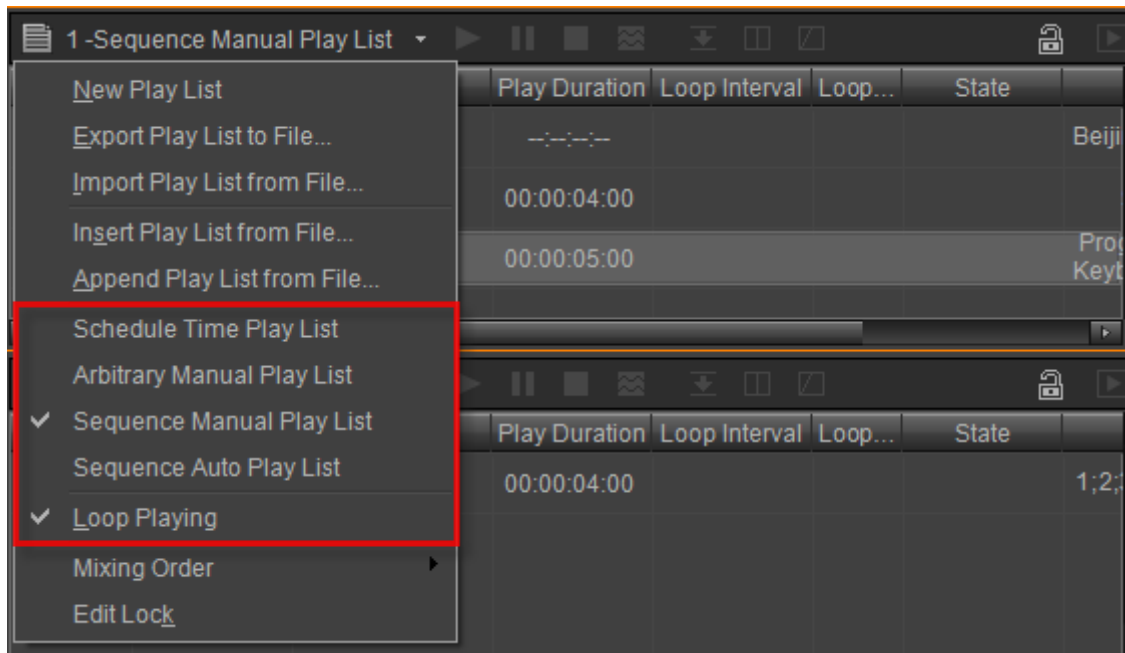 1 -Sequence Manual Play List
New Play List
Export Play List to File...
Import Play List from File...
Insert Play List from File...
Append Play List from File...
Schedule Time Play List
Arbitrary Manual Play List
Sequence Manual Play List
Sequence Auto Play List
Loop Playing
Mixing Order
Edit Lock
Play Duration Loop Interval Loop... State
--:--:--:-- Beiji
00:00:04:00
00:00:05:00 Prog
Keyb
Play Duration Loop Interval Loop... State
00:00:04:00 1;2;